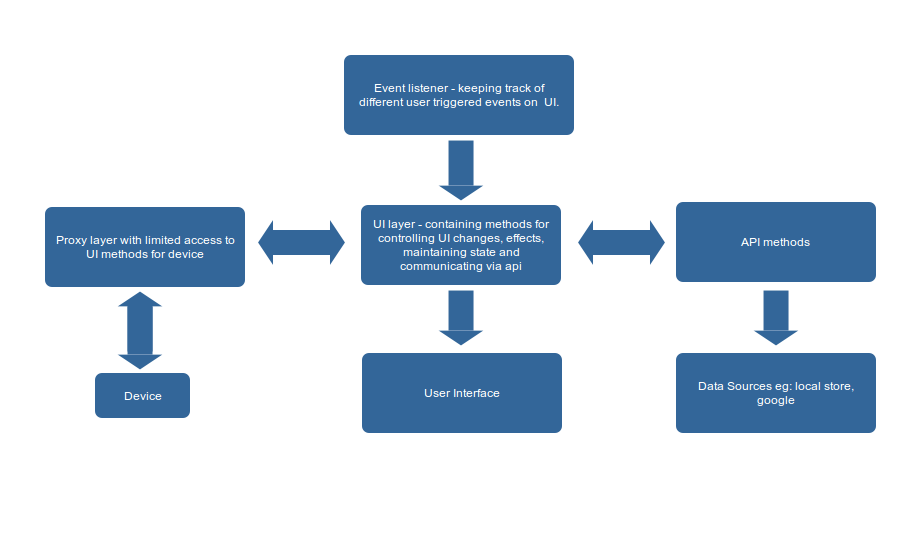 Event listener - keeping track of
different user triggered events on  UI.
Proxy layer with limited access to
UI methods for device
UI layer - containing methods for
controlling UI changes, effects,
maintaining state and
communicating via api
API methods
Device
User Interface
Data Sources eg: local store,
google